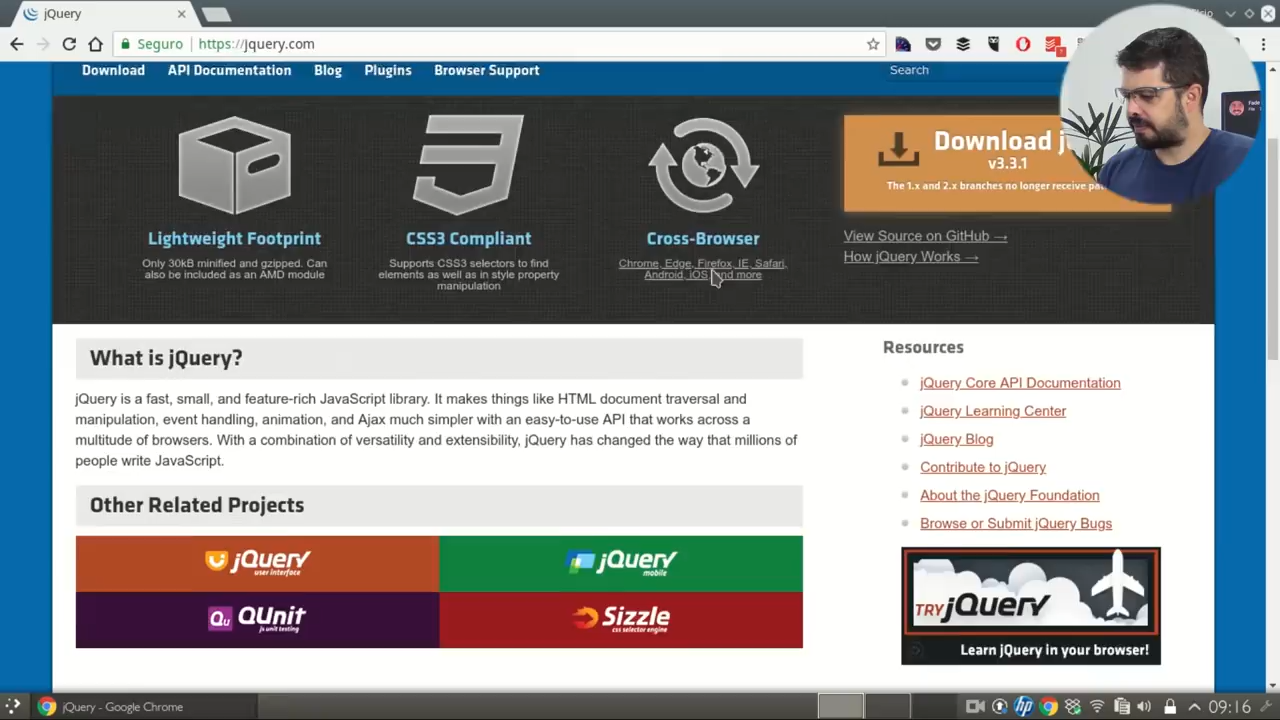 jQuery
Seguro
https://jquery.com
Download
API Documentation
Blog
Plugins
Browser Support
Search
Lightweight Footprint
Only 30kB minified and gzipped. Can
also be included as an AMD module
CSS3 Compliant
Supports CSS3 selectors to find
elements as well as in style property
manipulation
Cross-Browser
Chrome, Edge, Firefox, IE, Safari,
Android, iOS, and more
Download j
v3.3.1
The 1.x and 2.x branches no longer receive
View Source on GitHub →
How jQuery Works →
What is jQuery?
jQuery is a fast, small, and feature-rich JavaScript library. It makes things like HTML document traversal and
manipulation, event handling, animation, and Ajax much simpler with an easy-to-use API that works across a
multitude of browsers. With a combination of versatility and extensibility, jQuery has changed the way that millions of
people write JavaScript.
Other Related Projects
jQuery
user interface
jQuery
mobile
Qu QUnit
js unit testing
Sizzle
css selector engine
Resources
jQuery Core API Documentation
jQuery Learning Center
jQuery Blog
Contribute to jQuery
About the jQuery Foundation
Browse or Submit jQuery Bugs
TRY jQuery
Learn jQuery in your browser!
jQuery - Google Chrome
hp
09:16